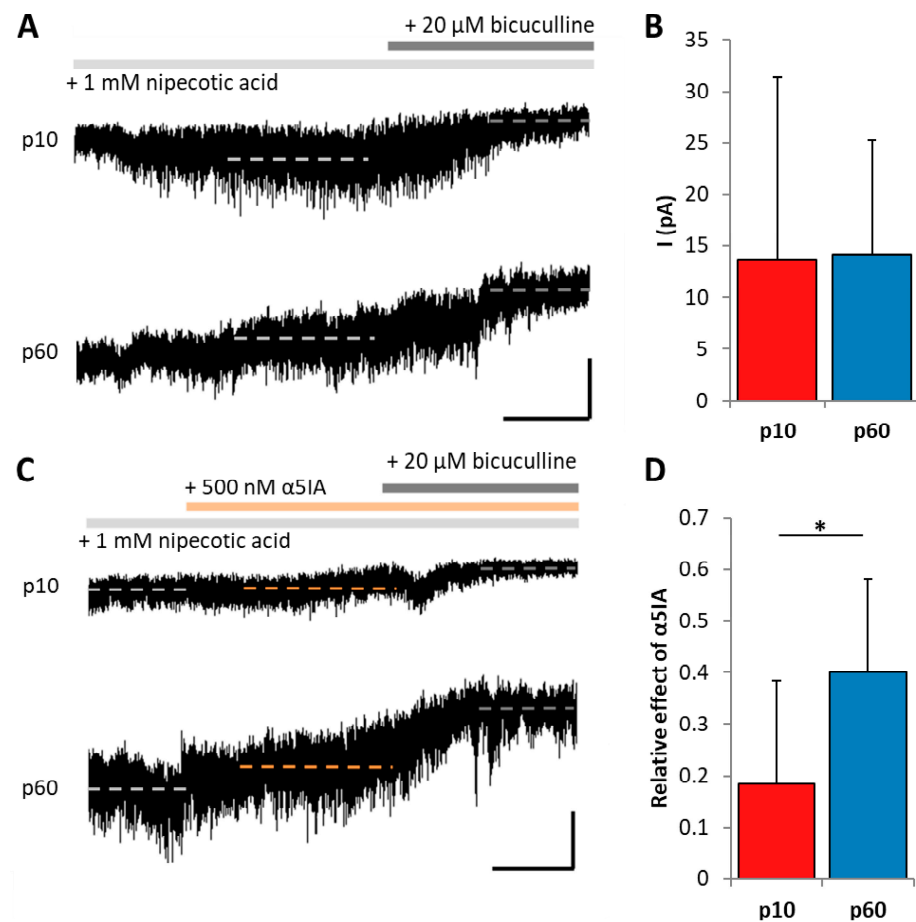 A
+ 20 μM bicuculline
+ 1 mM nipecotic acid
p10
p60
B
35
30
25
20
15
10
5
0
I (pA)
p10 p60
C
+ 20 μM bicuculline
+ 500 nM α5IA
+ 1 mM nipecotic acid
p10
p60
D
0.7
0.6
0.5
0.4
0.3
0.2
0.1
0
Relative effect of α5IA
*
p10 p60